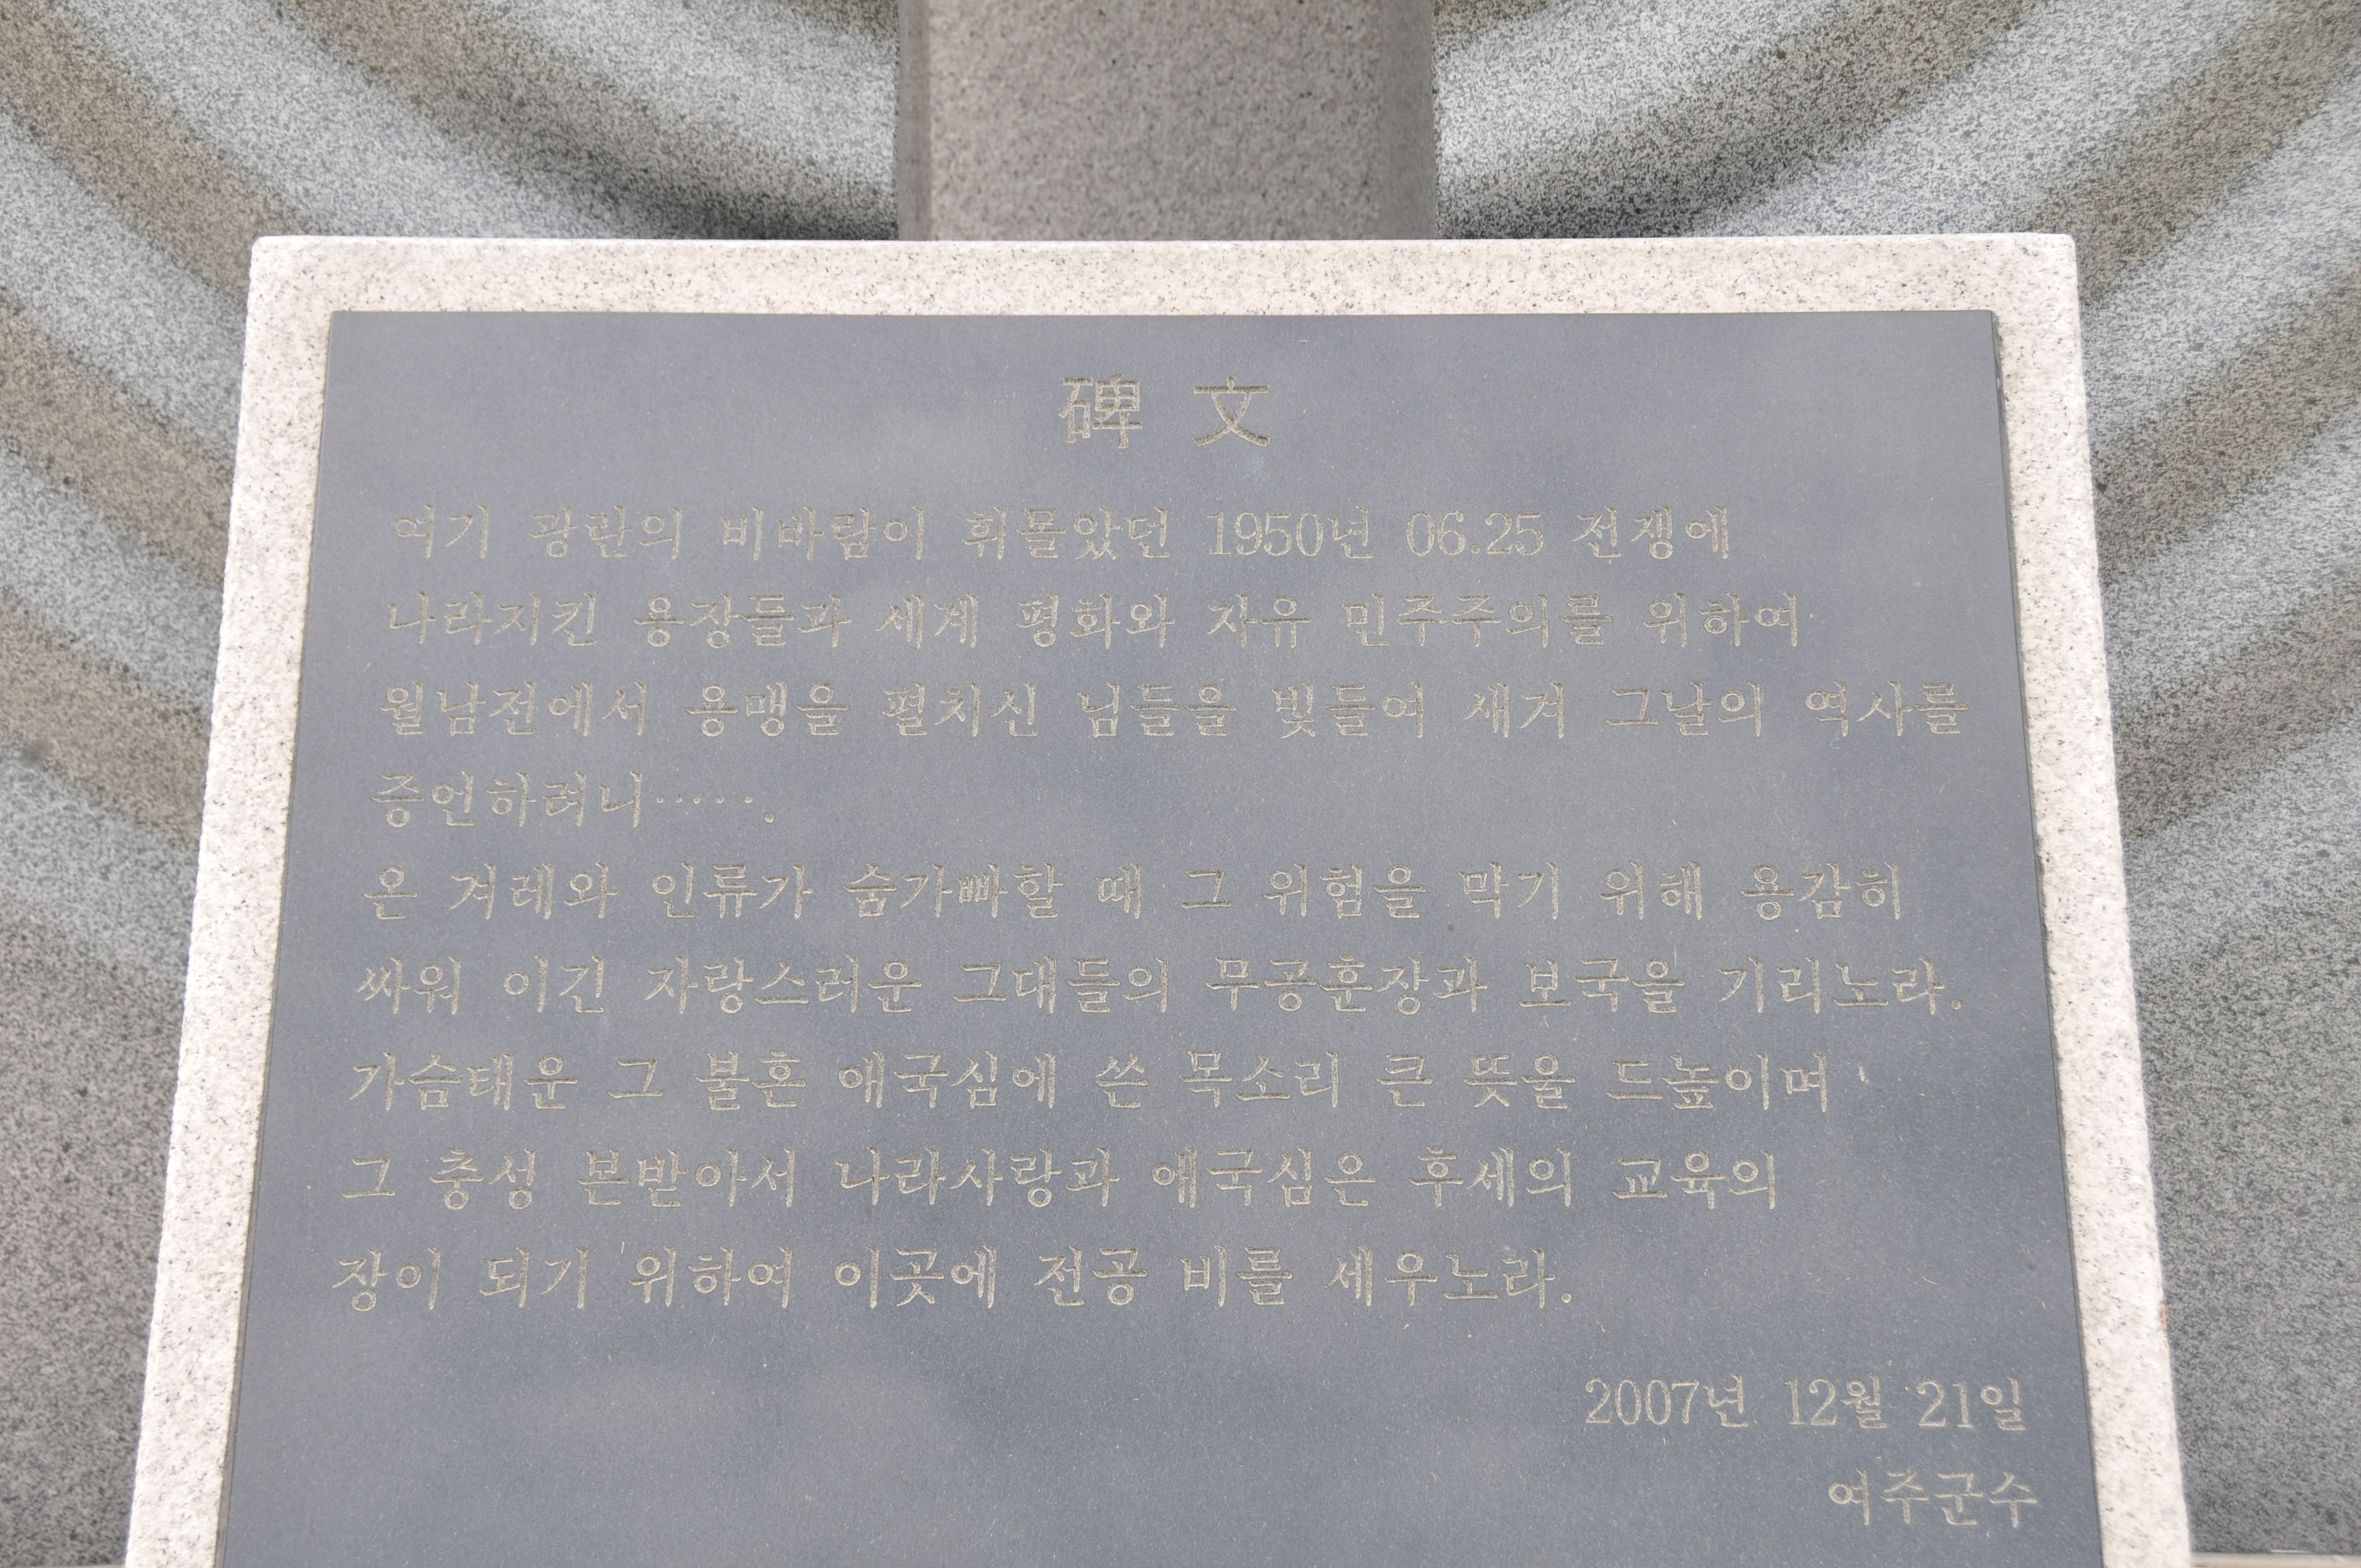 碑 文
여기 광란의 비바람이 휘몰았던 1950년 06.25 전쟁에
나라지킨 용장들과 세계 평화와 자유 민주주의를 위하여
월남전에서 용맹을 펼치신 님들을 빛들여 새겨 그날의 역사를
증언하려니…….
온 겨레와 인류가 숨가빠할 때 그 위험을 막기 위해 용감히
싸워 이긴 자랑스러운 그대들의 무공훈장과 보국을 기리노라.
가슴태운 그 불혼 애국심에 쓴 목소리 큰 뜻을 드높이며
그 충성 본받아서 나라사랑과 애국심은 후세의 교육의
장이 되기 위하여 이곳에 전공 비를 세우노라.
2007년 12월 21일
여주군수